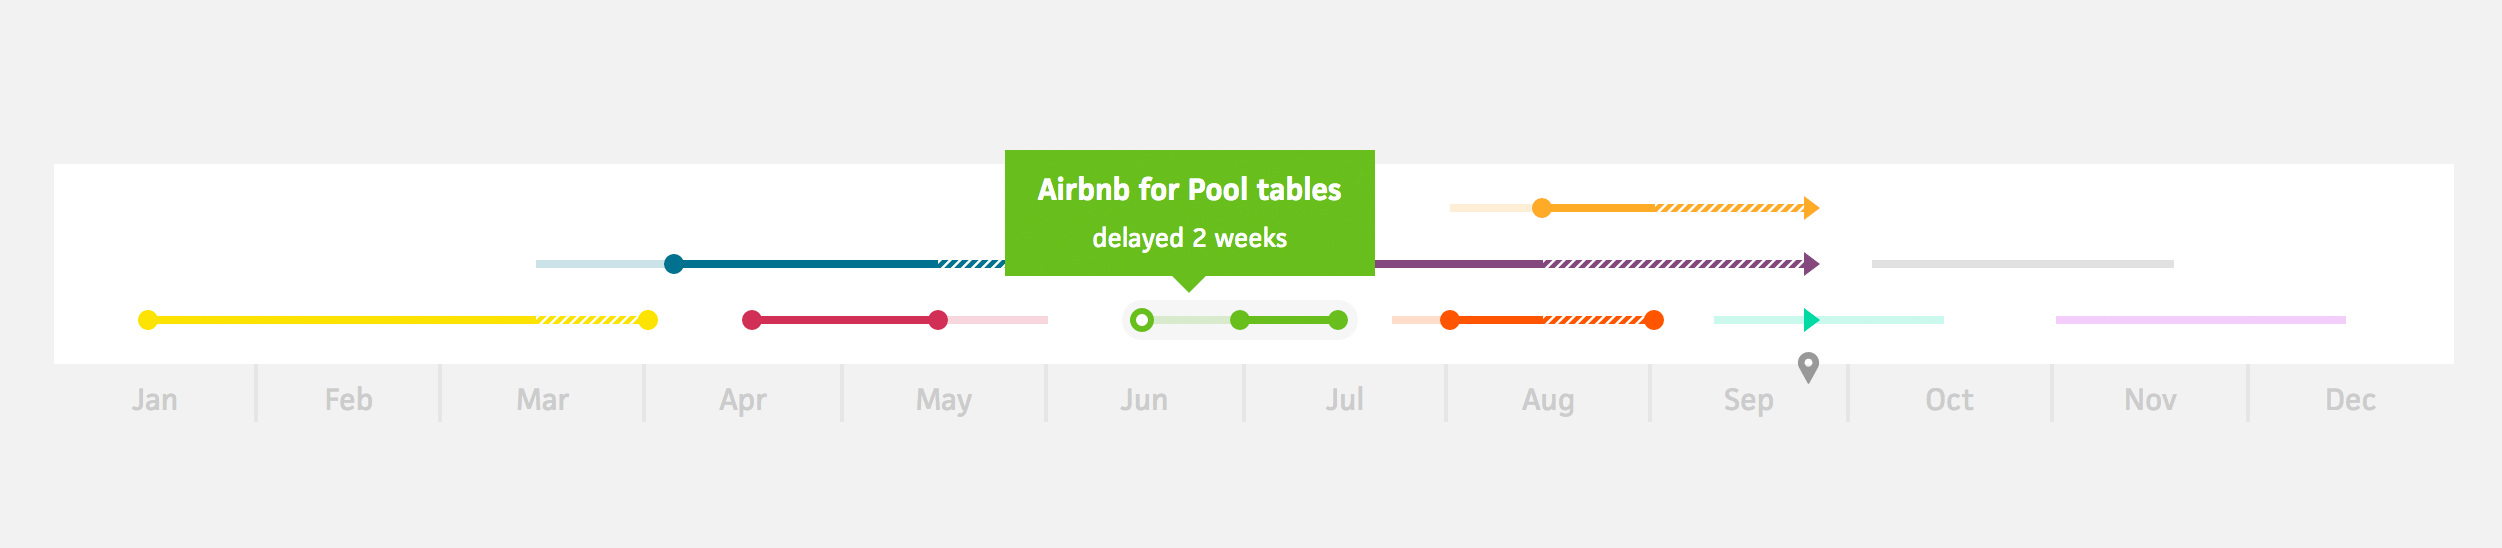 Airbnb for Pool tables
delayed 2 weeks
Jan Feb Mar Apr May Jun Jul Aug Sep Oct Nov Dec